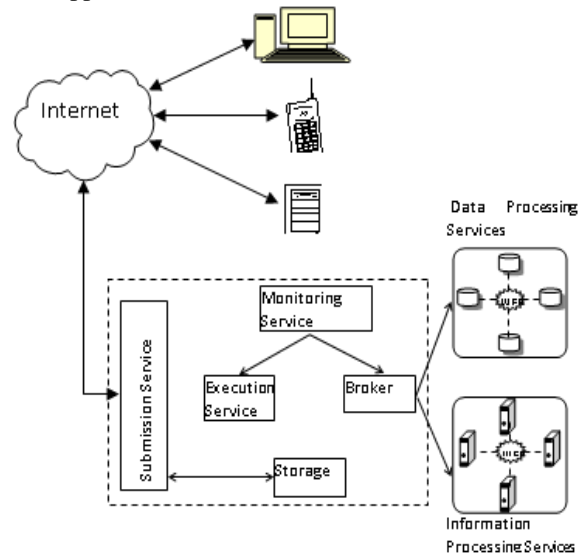 Internet
Data Processing
Services
Monitoring
Service
Submission Service
Execution
Service
Broker
Storage
Information
Processing Services